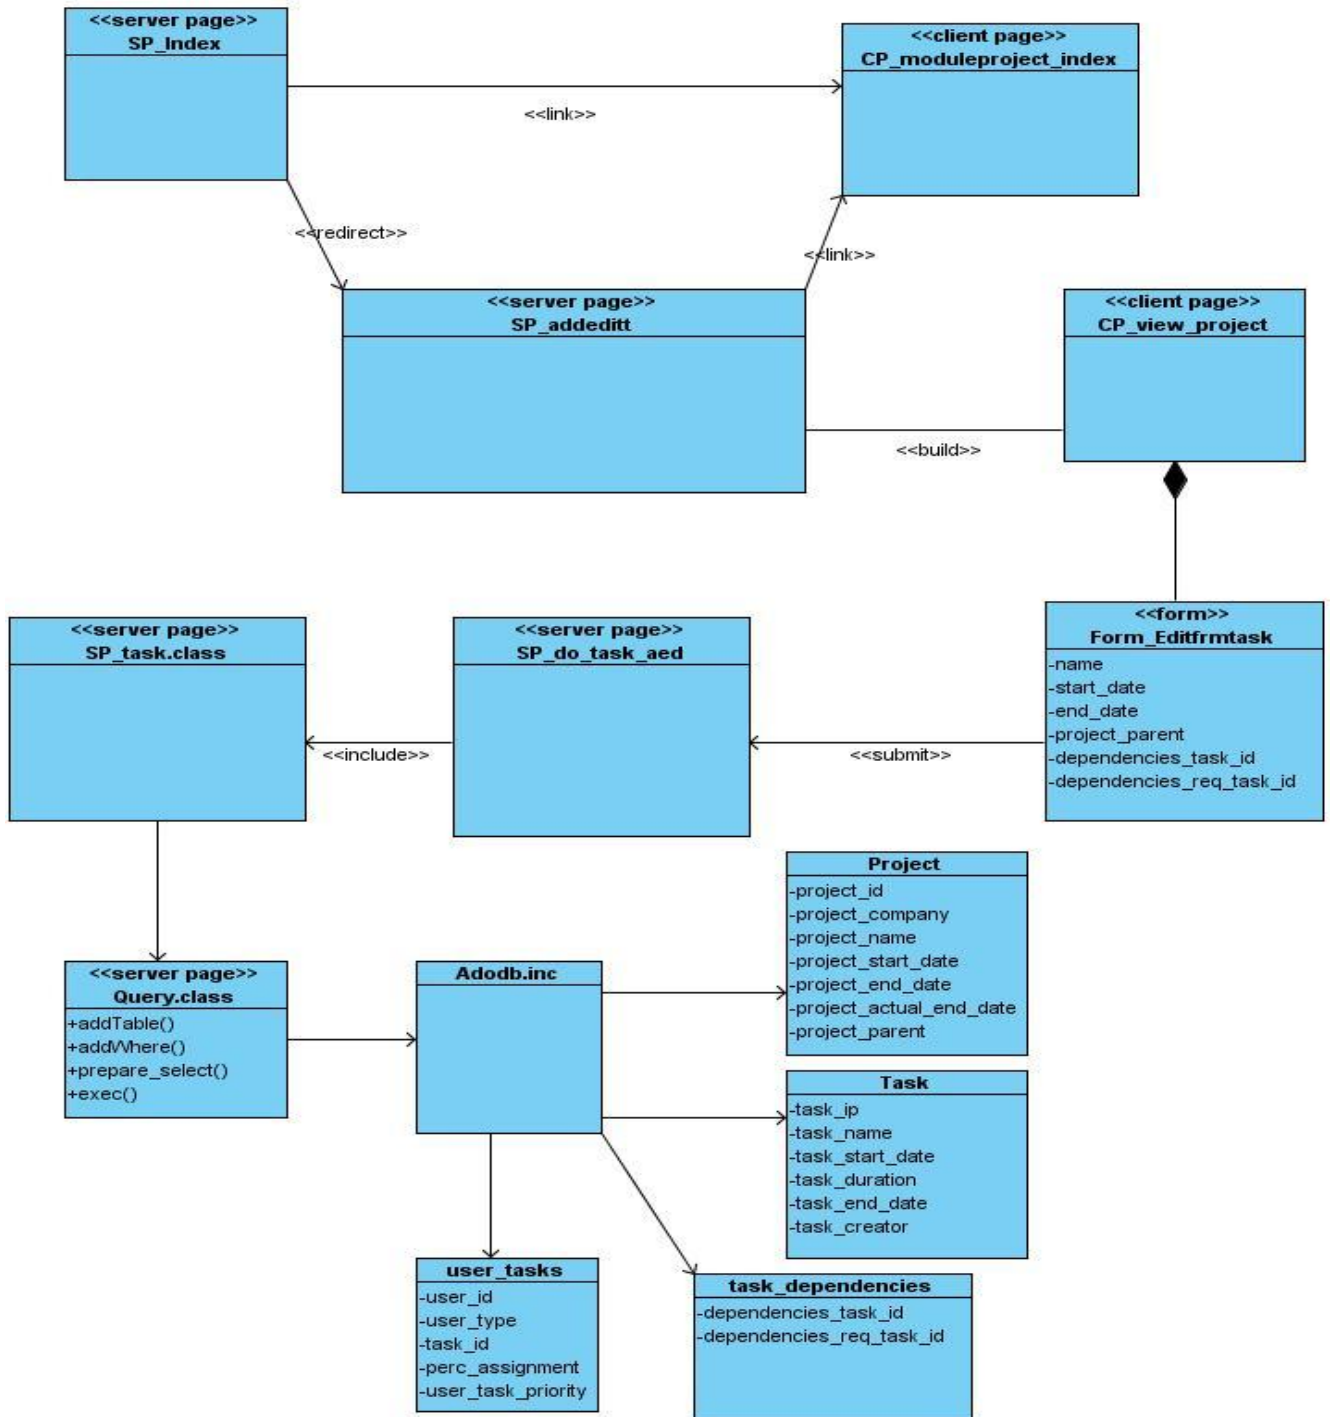 <<server page>>
SP_Index
<<client page>>
CP_moduleproject_index
<<link>>
<<redirect>>
<<link>>
<<server page>>
SP_addeditt
<<client page>>
CP_view_project
<<build>>
<<server page>>
SP_task.class
<<server page>>
SP_do_task_aed
<<form>>
Form_Editfrmtask
-name
-start_date
-end_date
-project_parent
-dependencies_task_id
-dependencies_req_task_id
<<include>>
<<submit>>
Project
-project_id
-project_company
-project_name
-project_start_date
-project_end_date
-project_actual_end_date
-project_parent
<<server page>>
Query.class
+addTable()
+addWhere()
+prepare_select()
+exec()
Adodb.inc
Task
-task_ip
-task_name
-task_start_date
-task_duration
-task_end_date
-task_creator
user_tasks
-user_id
-user_type
-task_id
-perc_assignment
-user_task_priority
task_dependencies
-dependencies_task_id
-dependencies_req_task_id